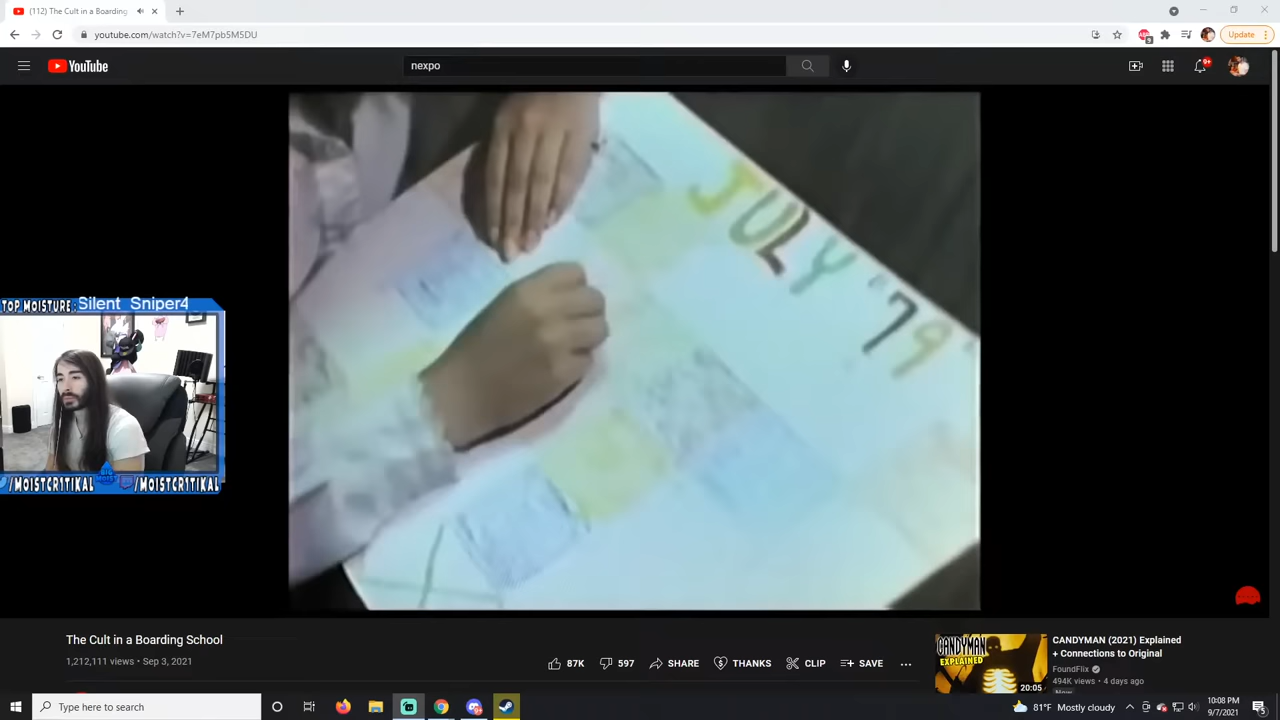 (112) The Cult in a Boarding
youtube.com/watch?v=7eM7pb5M5DU
Update
YouTube
nexpo
9+
JULY '79
TOP MOISTURE: Silent_Sniper4
/MOISTCR1TIKAL /MOISTCR1TIKAL
The Cult in a Boarding School
1,212,111 views • Sep 3, 2021
87K 597 SHARE THANKS CLIP SAVE
CANDYMAN
EXPLAINED
20:05
CANDYMAN (2021) Explained
+ Connections to Original
FoundFlix
494K views • 4 days ago
New
Type here to search
81°F Mostly cloudy
10:08 PM
9/7/2021